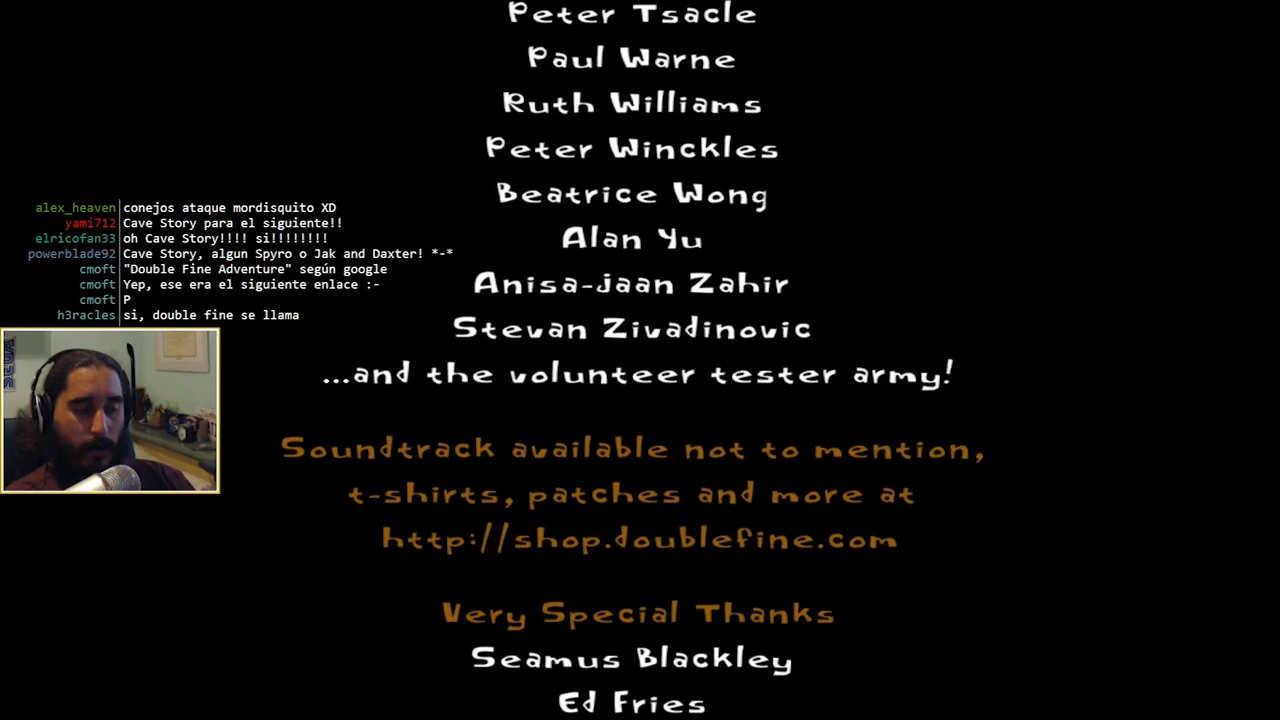 Peter Tsacle
Paul Warne
Ruth Williams
Peter Winckles
Beatrice Wong
Alan Yu
Anisa-jaan Zahir
Stevan Zivadinovic
...and the volunteer tester army!
Soundtrack available not to mention,
t-shirts, patches and more at
http://shop.doublefine.com
Very Special Thanks
Seamus Blackley
Ed Fries
alex_heaven conejos ataque mordisquito XD
yami712 Cave Story para el siguiente!!
elricofan33 oh Cave Story!!!! si!!!!!!!!
powerblade92 Cave Story, algun Spyro o Jak and Daxter! *-*
cmoft "Double Fine Adventure" según google
cmoft Yep, ese era el siguiente enlace :-
cmoft P
h3racles si, double fine se llama
SEGA